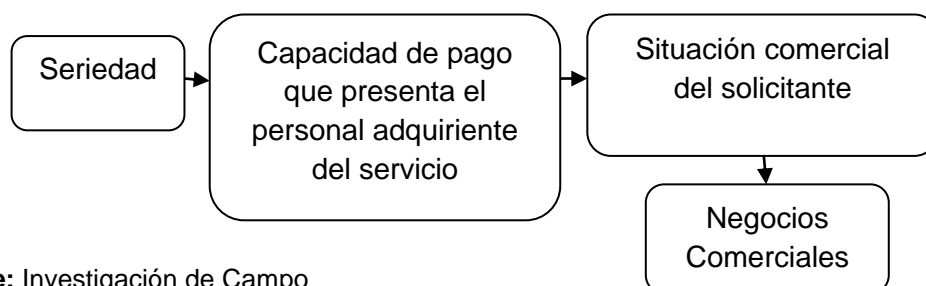 Seriedad
Capacidad de pago
que presenta el
personal adquiriente
del servicio
Situación comercial
del solicitante
Negocios
Comerciales
e: Investigación de Campo